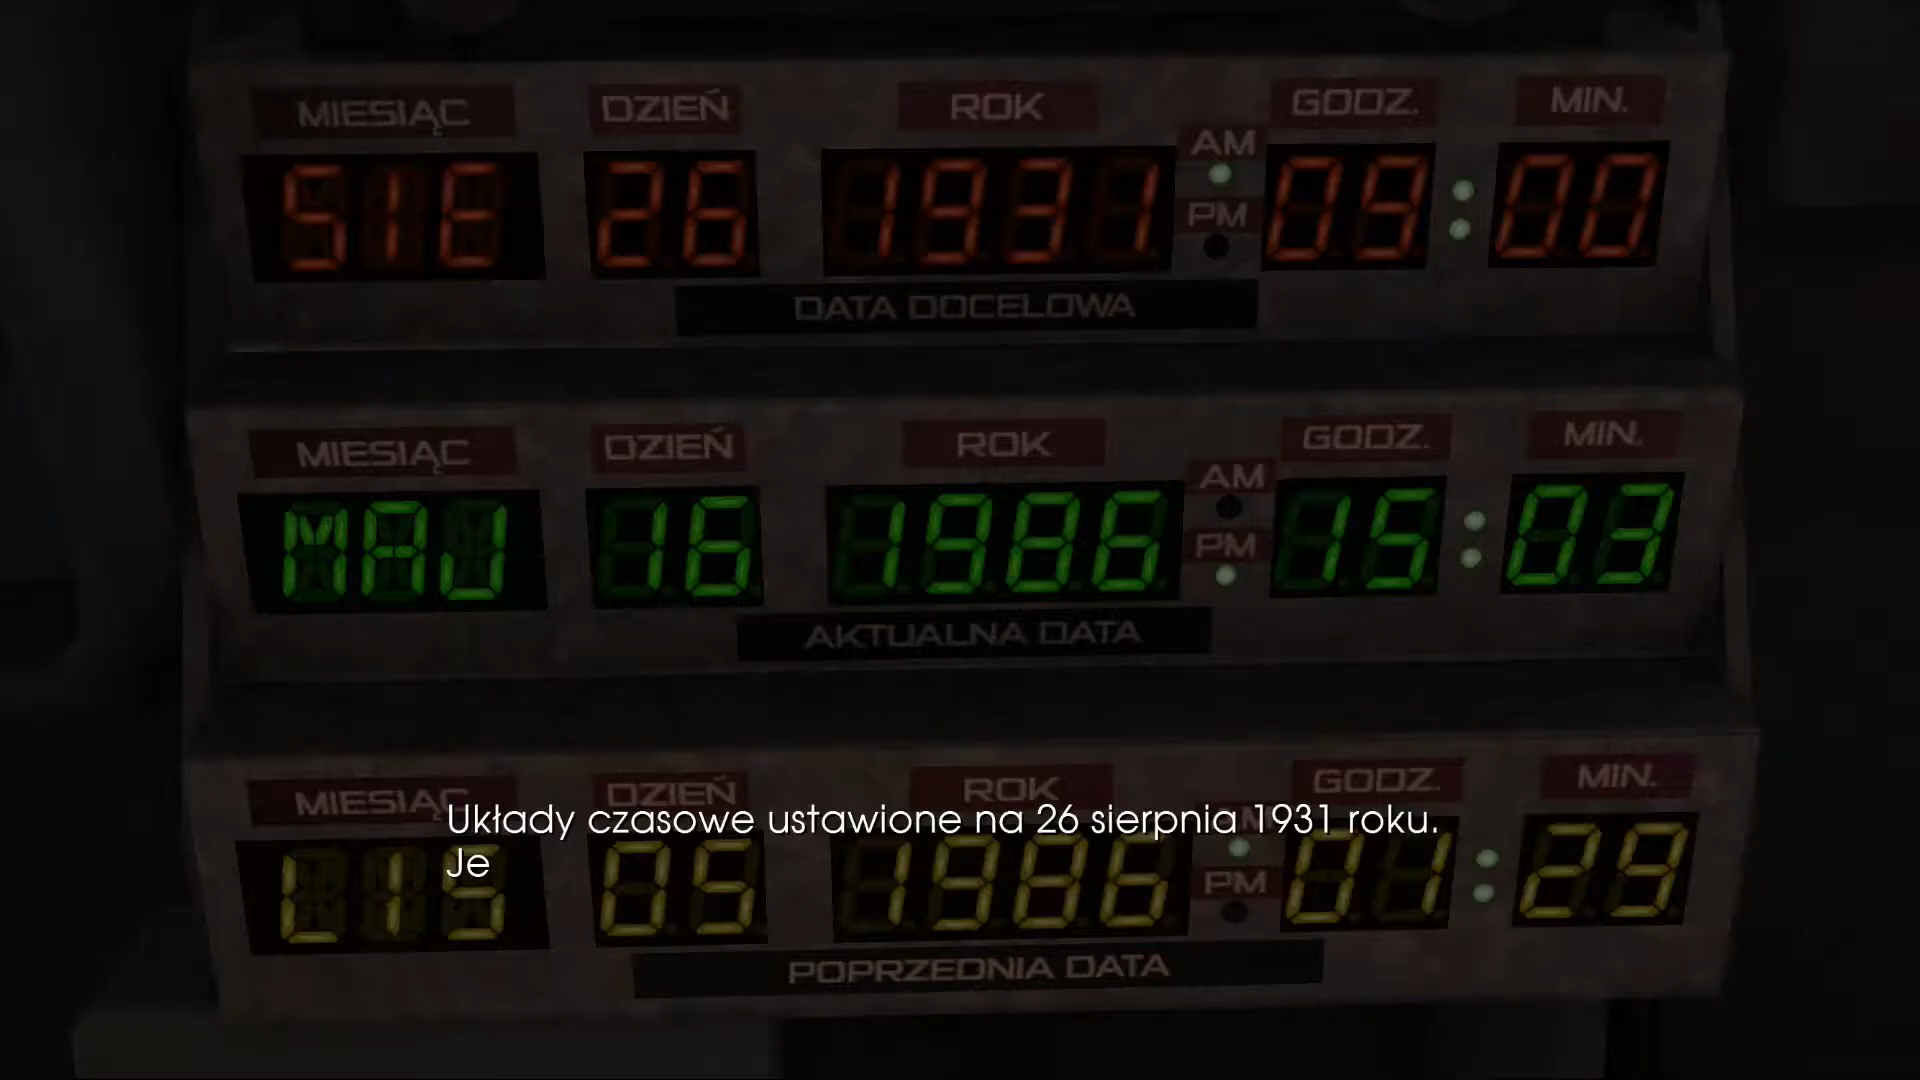 MIESIĄC DZIEŃ ROK GODZ. MIN.
AM
PM
SIE 26 1931 09:00
DATA DOCELOWA
MIESIĄC DZIEŃ ROK GODZ. MIN.
AM
PM
MAJ 16 1986 15:03
AKTUALNA DATA
MIESIĄC DZIEŃ ROK GODZ. MIN.
Układy czasowe ustawione na 26 sierpnia 1931 roku.
Je
PM
LIS 05 1986 01:29
POPRZEDNIA DATA